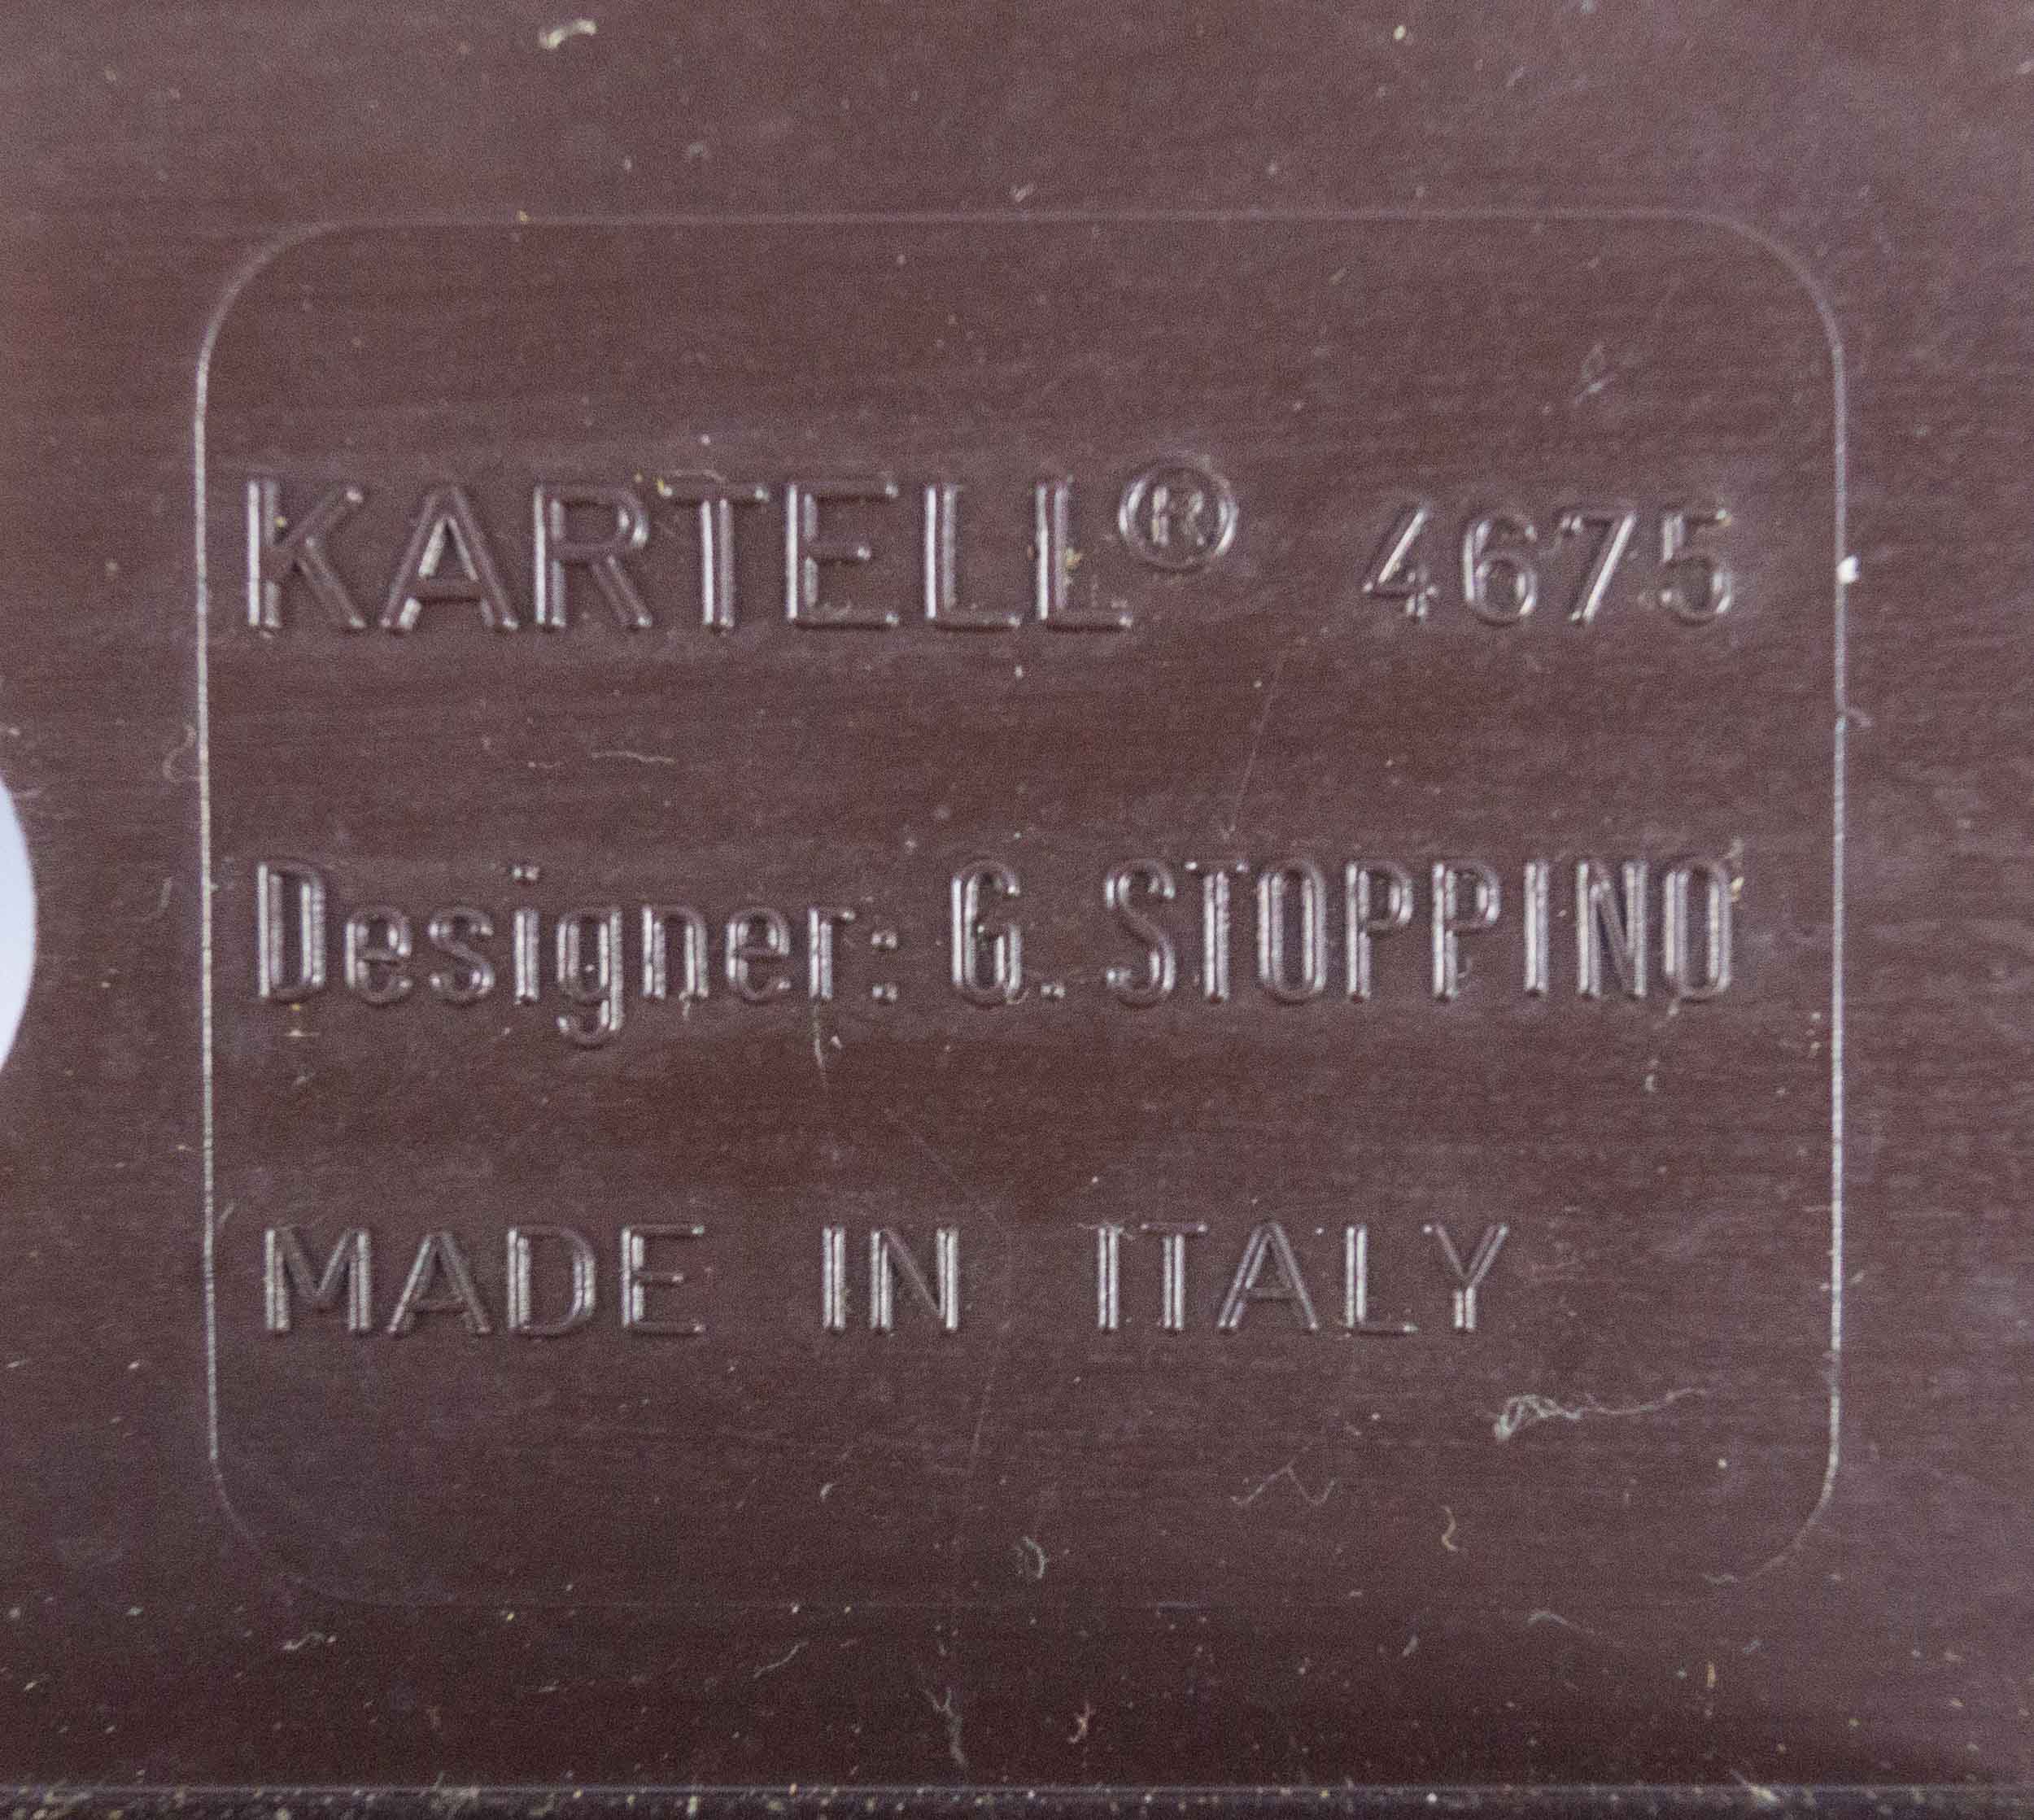 KARTELL® 4675
Designer: G. STOPPINO
MADE IN ITALY